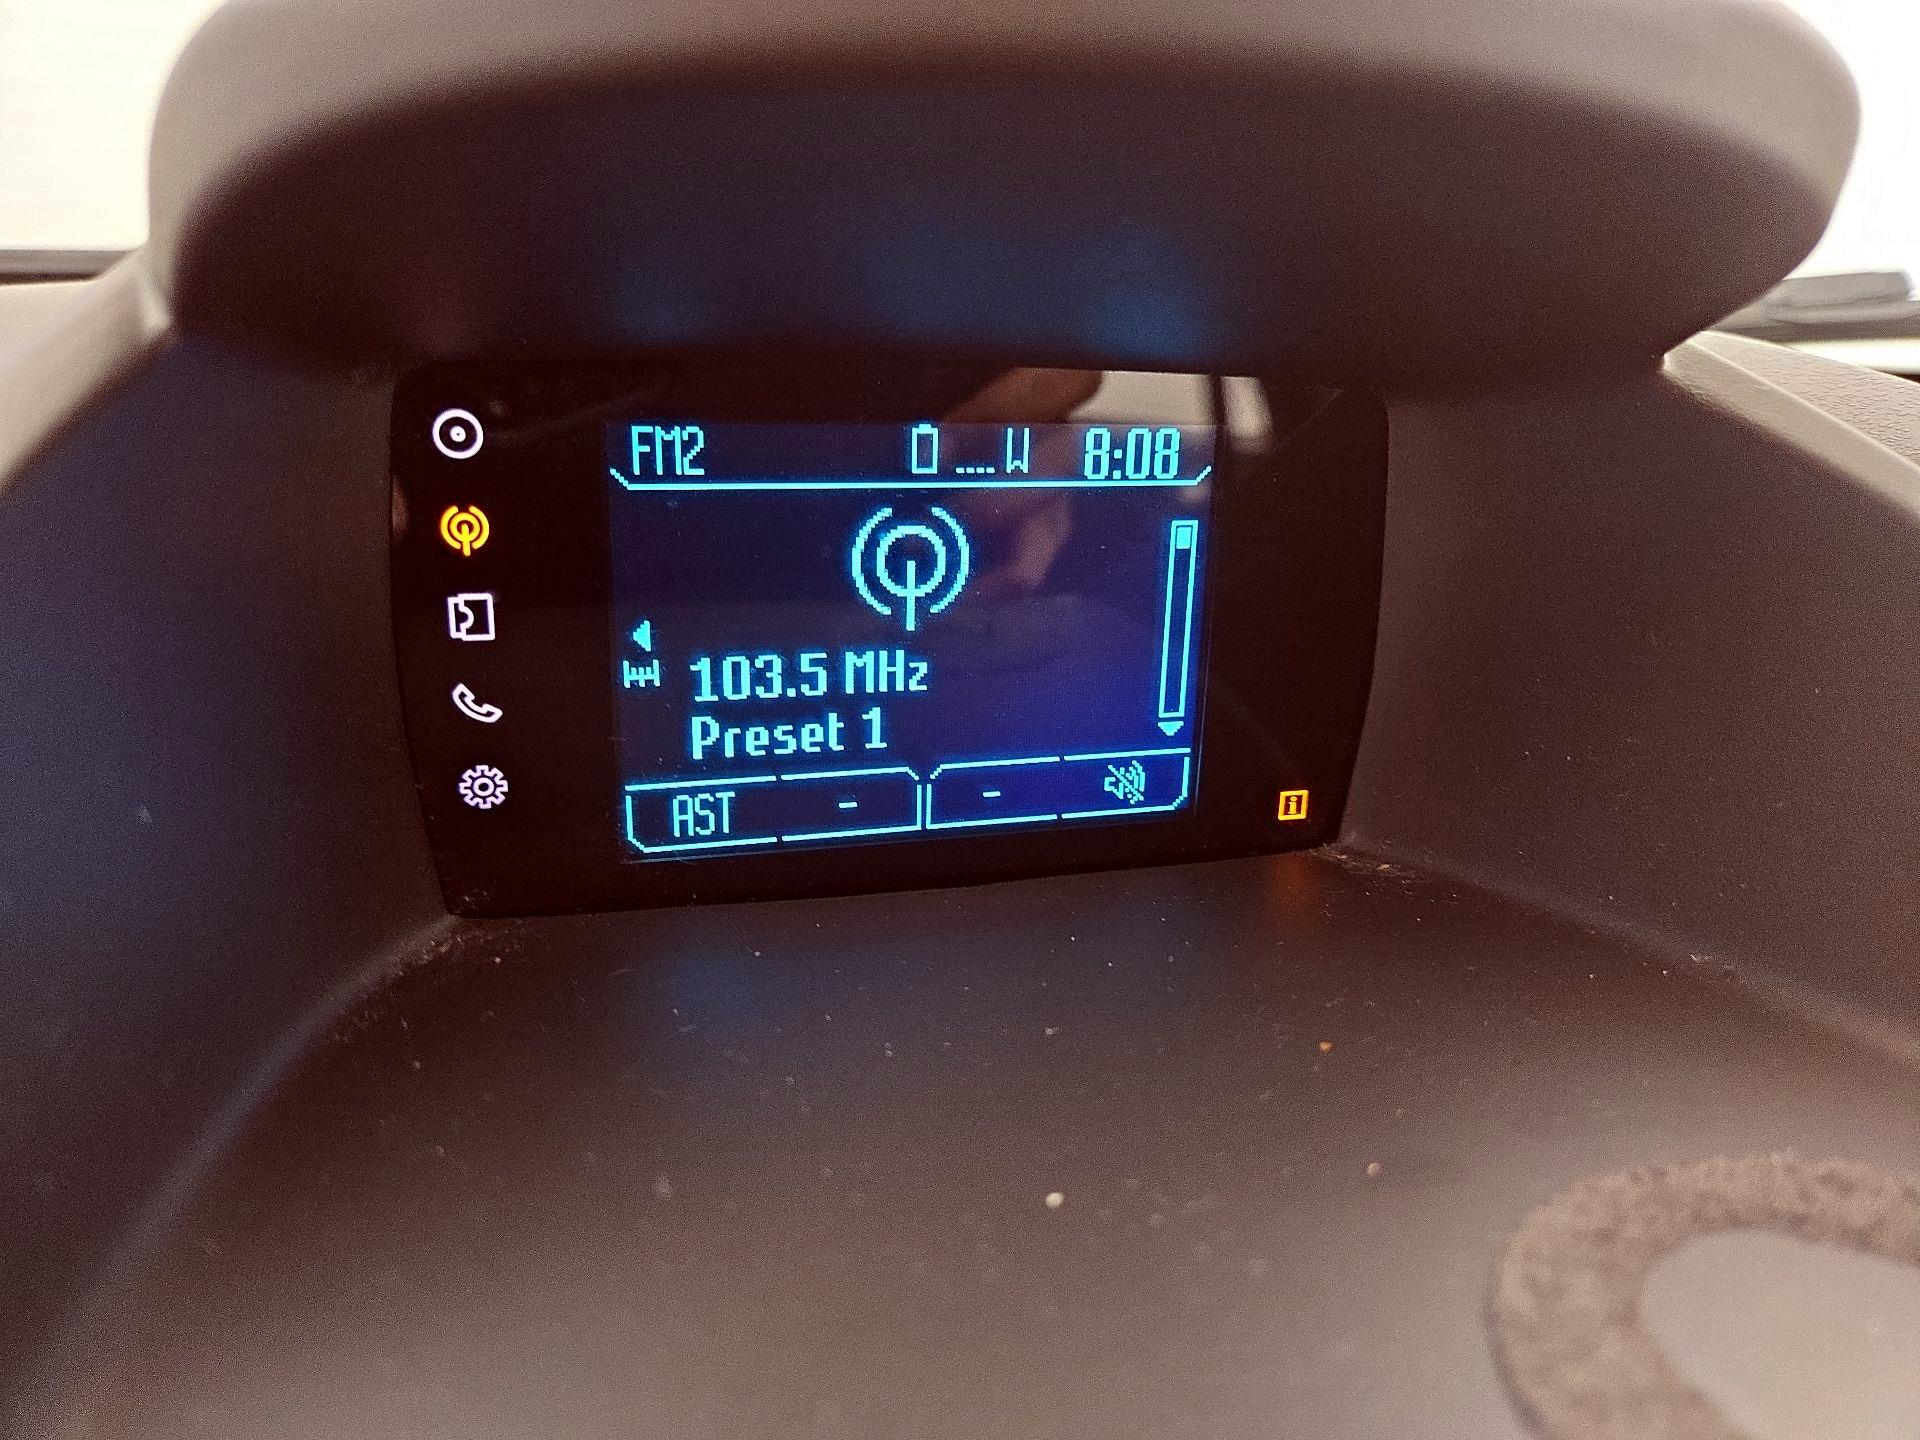 FM2 .... W 8:08
103.5 MHz
Preset 1
AST - -
i